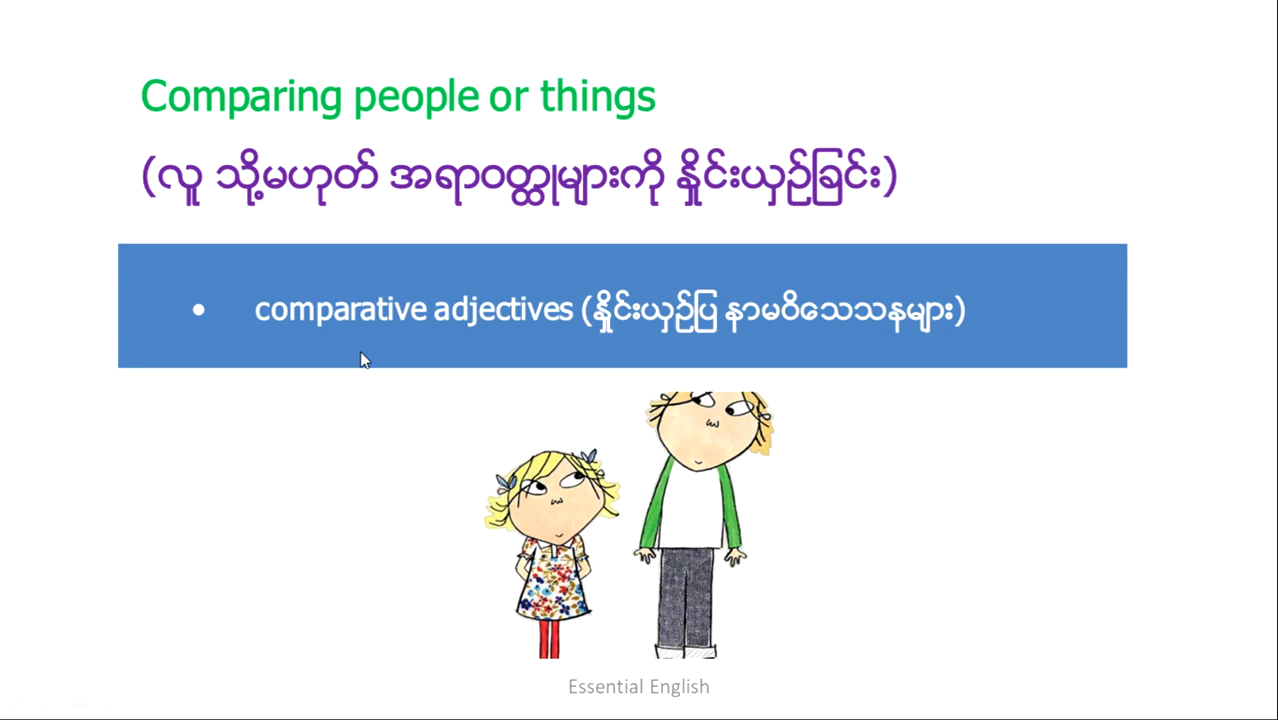 Comparing people or things
(လူ သို့မဟုတ် အရာဝတ္ထုများကို နှိုင်းယှဉ်ခြင်း)
• comparative adjectives (နှိုင်းယှဉ်ပြ နာမဝိသေသနများ)
Essential English